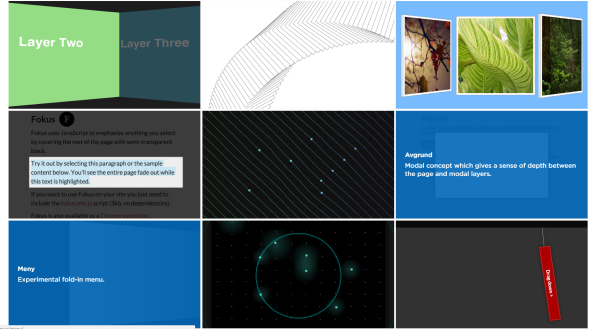 Layer Two
Layer Three
Fokus F
Fokus uses JavaScript to emphasize anything you select
by covering the rest of the page with semi-transparent
black.
Try it out by selecting this paragraph or the sample
content below. You'll see the entire page fade out while
this text is highlighted.
If you want to use Fokus on your site you just need to
include the fokus.min.js script (3kb, no dependencies).
Fokus is also available as a Chrome extension.
Avgrund
Avgrund
Modal concept which gives a sense of depth between
the page and modal layers.
Meny
Experimental fold-in menu.
Drag down